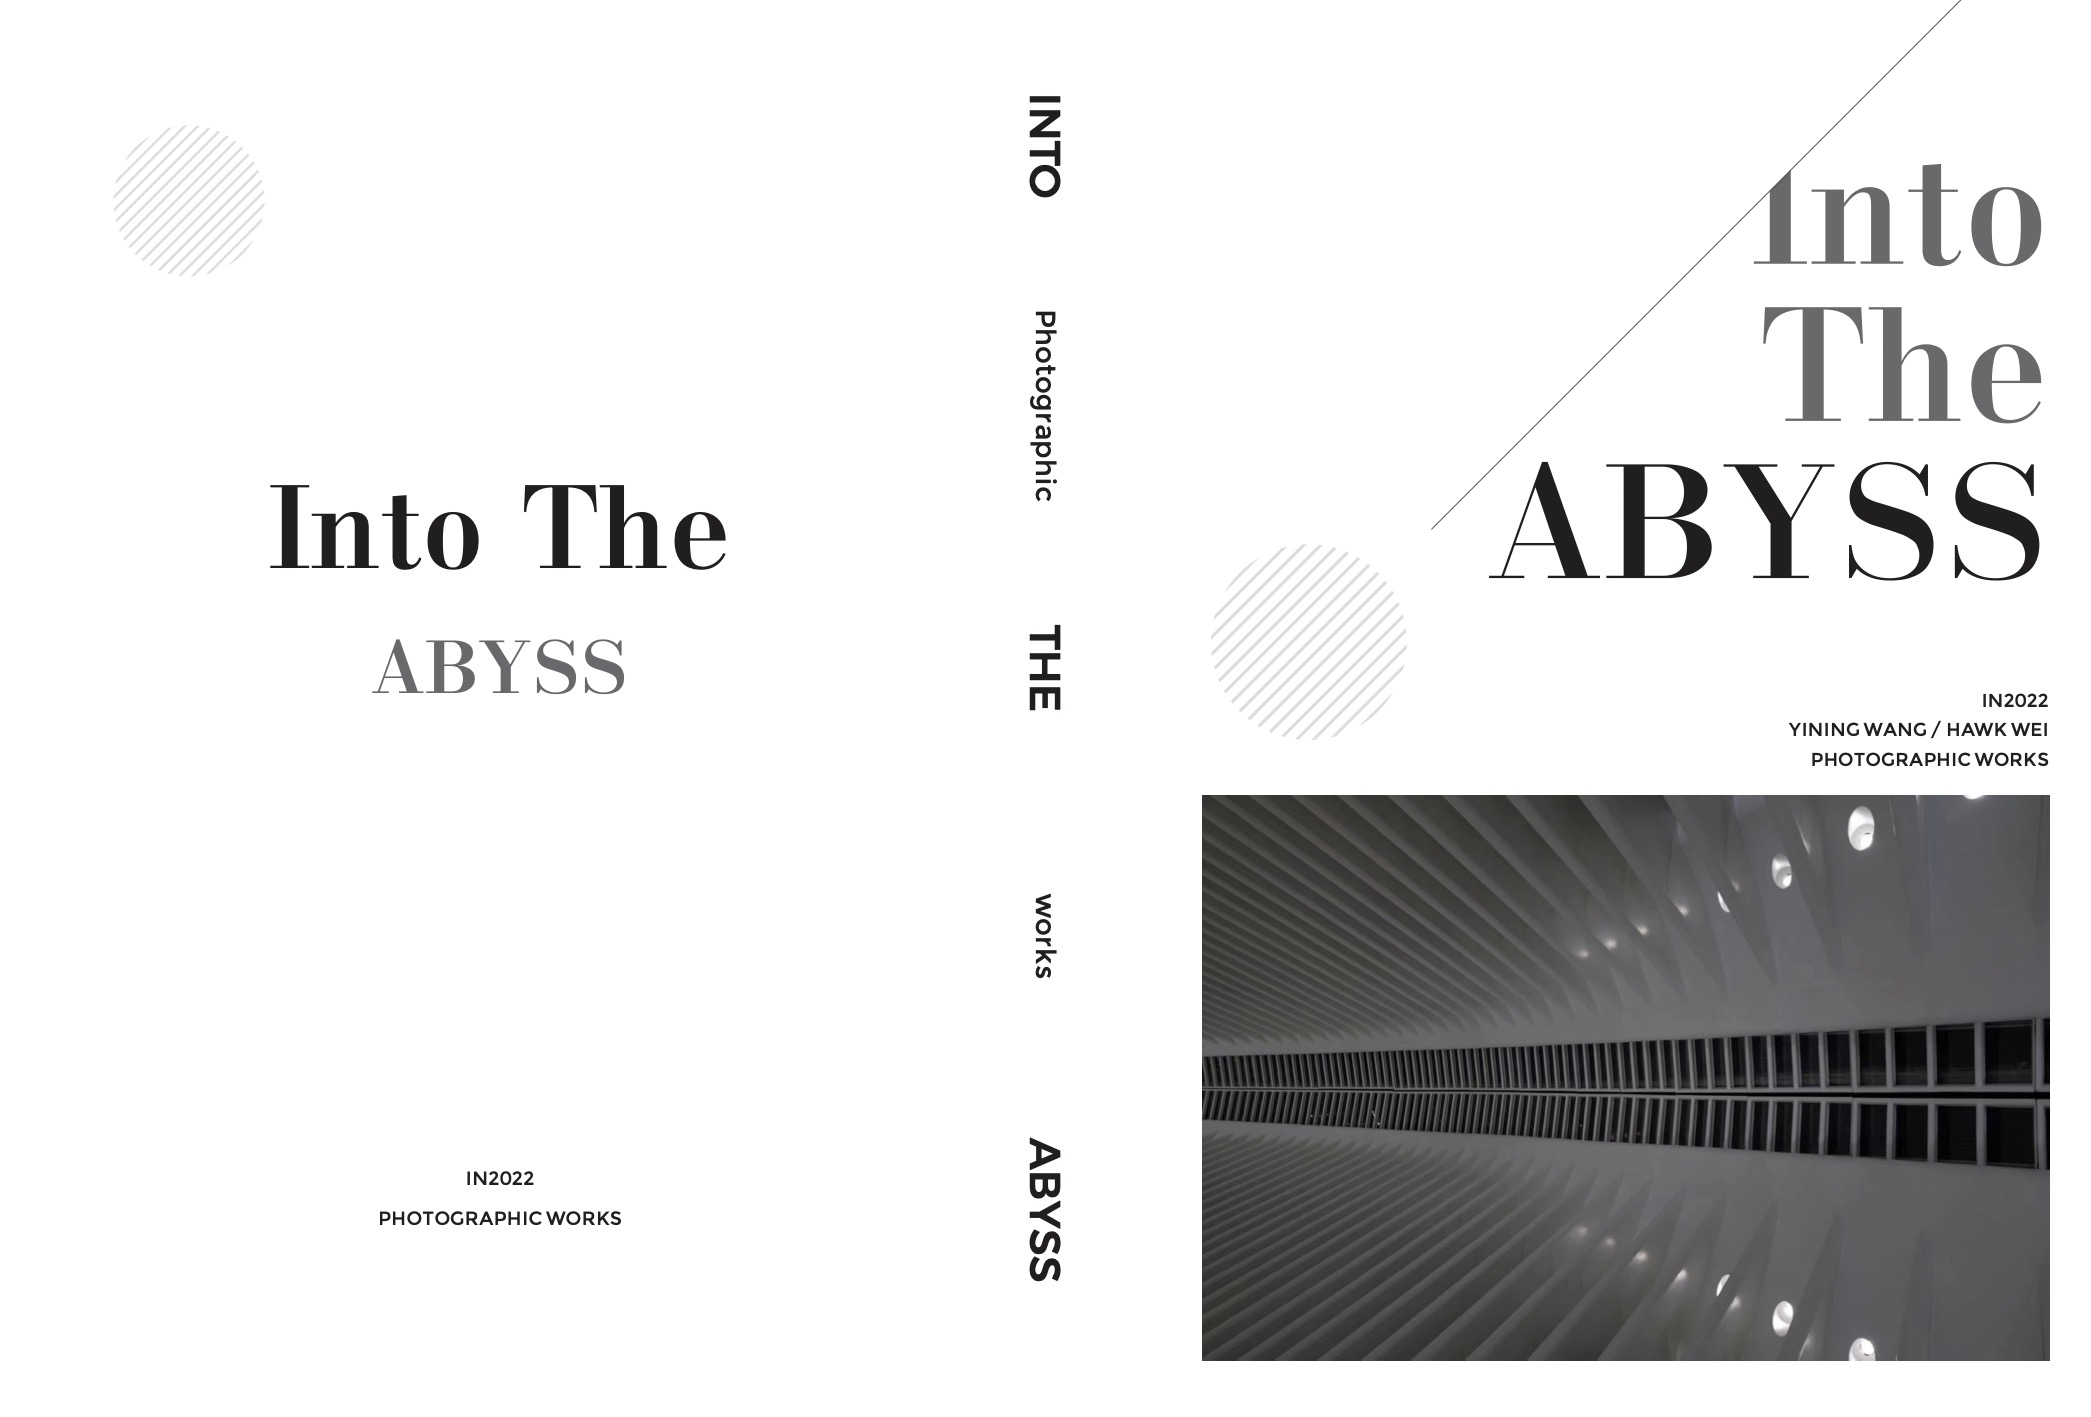 Into The
ABYSS
IN2022
PHOTOGRAPHIC WORKS
INTO
Photographic
THE
works
ABYSS
Into
The
ABYSS
IN2022
YINING WANG / HAWK WEI
PHOTOGRAPHIC WORKS